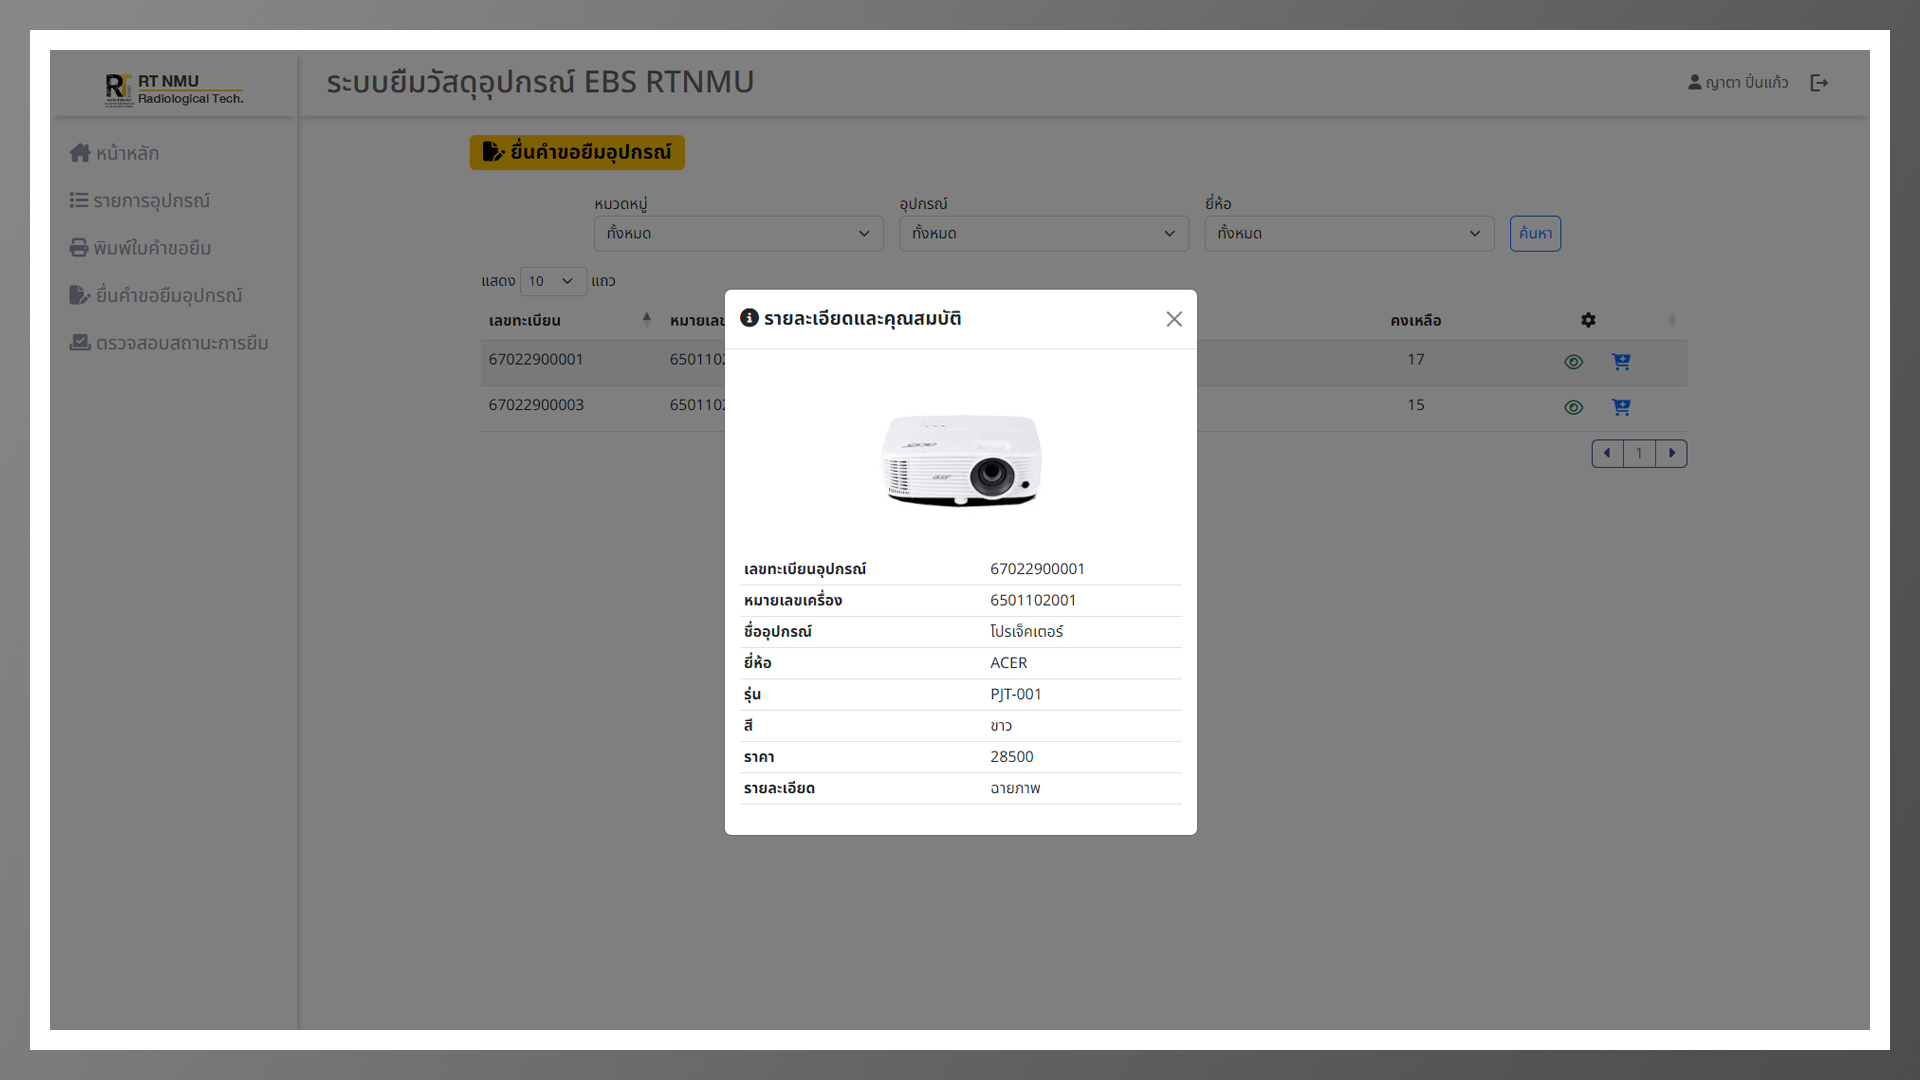 RT NMU
Radiological Tech.
ระบบยืมวัสดุอุปกรณ์ EBS RTNMU
ญาตา ปิ่นแก้ว
หน้าหลัก
รายการอุปกรณ์
พิมพ์ใบคำขอยืม
ยื่นคำขอยืมอุปกรณ์
ตรวจสอบสถานะการยืม
ยื่นคำขอยืมอุปกรณ์
หมวดหมู่ อุปกรณ์ ยี่ห้อ
ทั้งหมด ทั้งหมด ทั้งหมด ค้นหา
แสดง 10 แถว
เลขทะเบียน หมายเลข คงเหลือ
67022900001 650110 17
67022900003 650110 15
1
รายละเอียดและคุณสมบัติ
acer
acer
เลขทะเบียนอุปกรณ์ 67022900001
หมายเลขเครื่อง 6501102001
ชื่ออุปกรณ์ โปรเจ็คเตอร์
ยี่ห้อ ACER
รุ่น PJT-001
สี ขาว
ราคา 28500
รายละเอียด ฉายภาพ